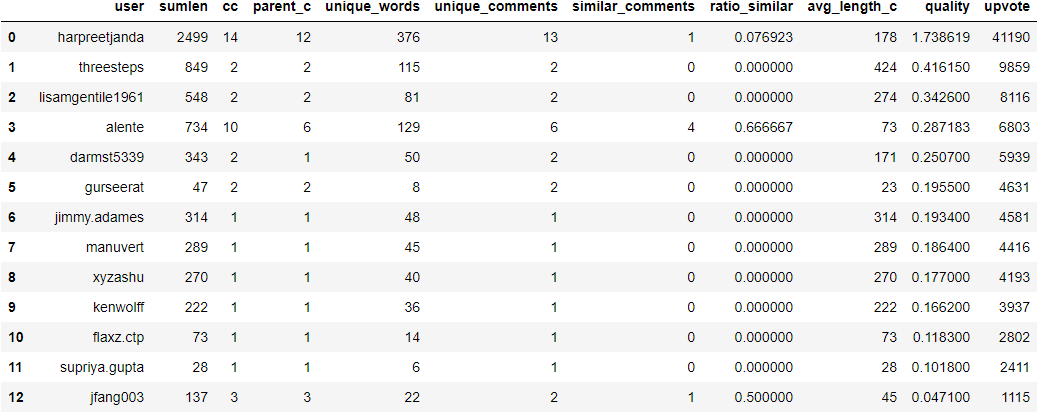 user sumlen cc parent_c unique_words unique_comments similar_comments ratio_similar avg_length_c quality upvote
0 harpreetjanda 2499 14 12 376 13 1 0.076923 178 1.738619 41190
1 threesteps 849 2 2 115 2 0 0.000000 424 0.416150 9859
2 lisamgentile1961 548 2 2 81 2 0 0.000000 274 0.342600 8116
3 alente 734 10 6 129 6 4 0.666667 73 0.287183 6803
4 darmst5339 343 2 1 50 2 0 0.000000 171 0.250700 5939
5 gurseerat 47 2 2 8 2 0 0.000000 23 0.195500 4631
6 jimmy.adames 314 1 1 48 1 0 0.000000 314 0.193400 4581
7 manuvert 289 1 1 45 1 0 0.000000 289 0.186400 4416
8 xyzashu 270 1 1 40 1 0 0.000000 270 0.177000 4193
9 kenwolff 222 1 1 36 1 0 0.000000 222 0.166200 3937
10 flaxz.ctp 73 1 1 14 1 0 0.000000 73 0.118300 2802
11 supriya.gupta 28 1 1 6 1 0 0.000000 28 0.101800 2411
12 jfang003 137 3 3 22 2 1 0.500000 45 0.047100 1115